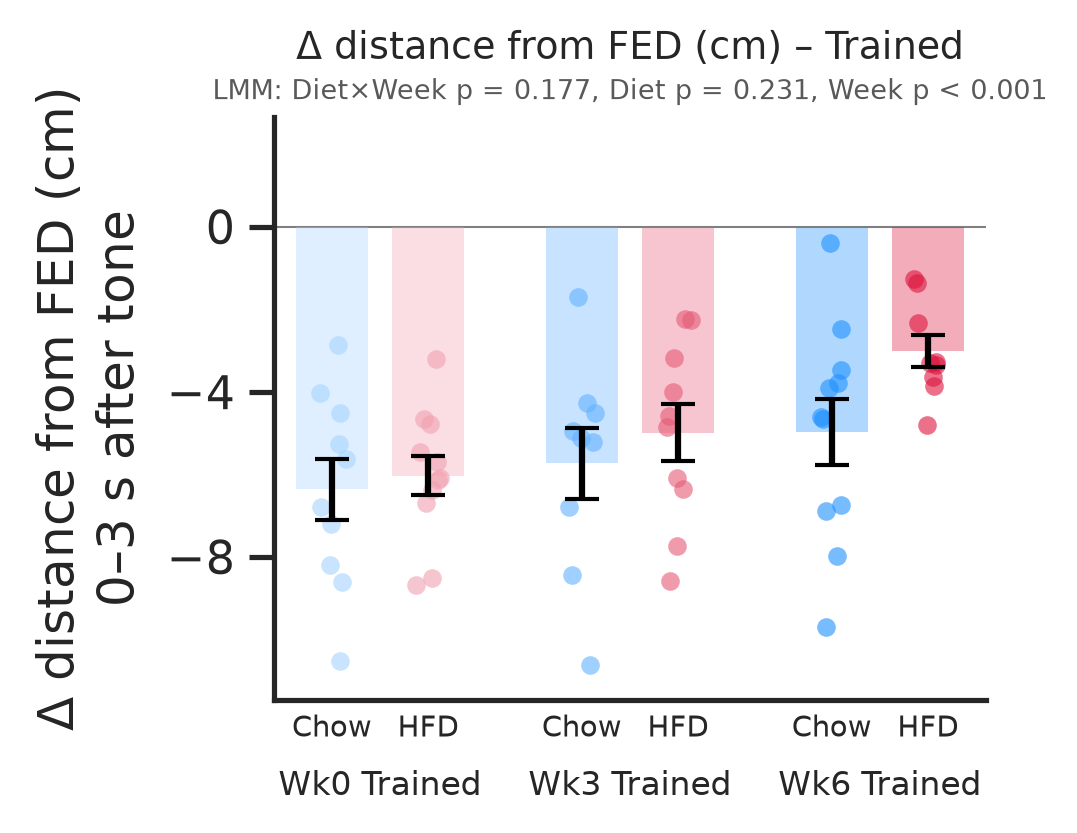 Δ distance from FED (cm) – Trained
LMM: Diet×Week p = 0.177, Diet p = 0.231, Week p < 0.001
Δ distance from FED (cm)
0–3 s after tone
0
−4
−8
Chow HFD Chow HFD Chow HFD
Wk0 Trained Wk3 Trained Wk6 Trained